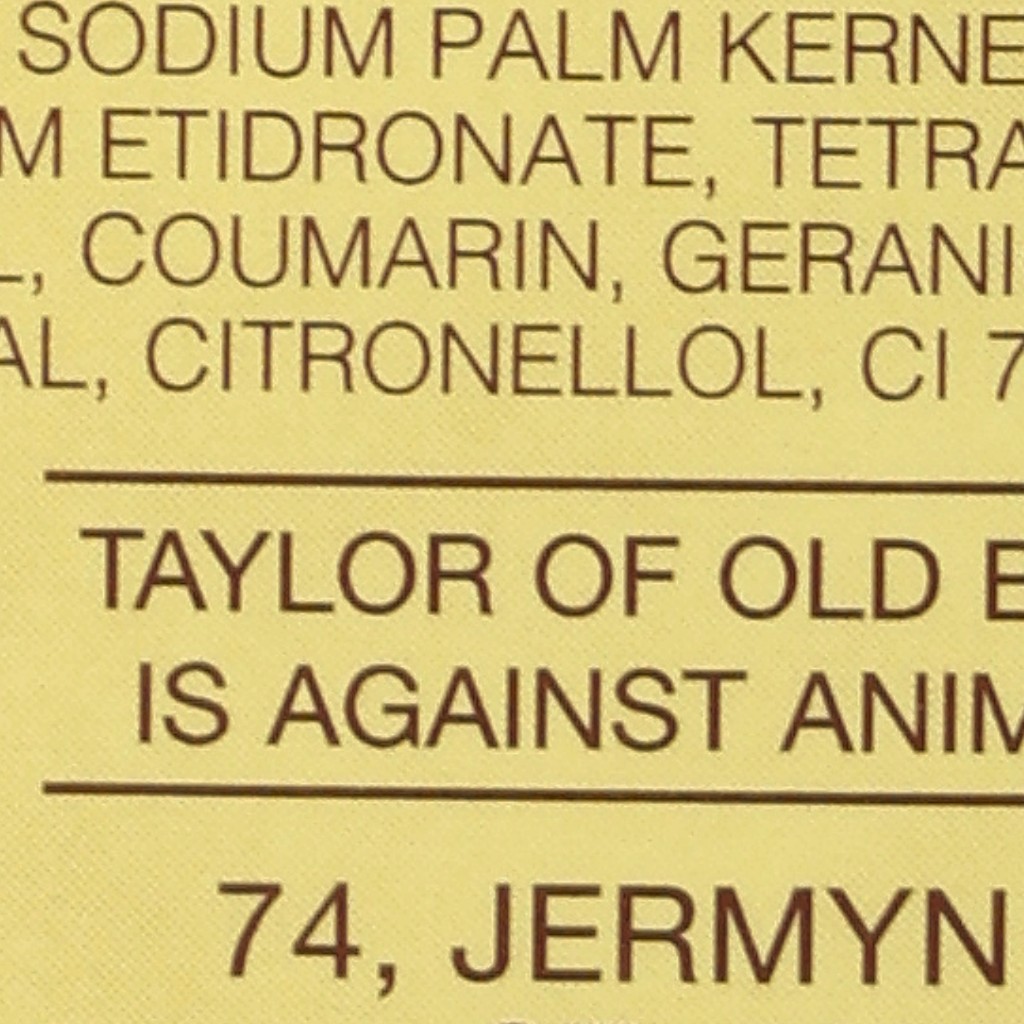 SODIUM PALM KERNE
M ETIDRONATE, TETRA
L, COUMARIN, GERANI
AL, CITRONELLOL, CI 7
TAYLOR OF OLD B
IS AGAINST ANIM
74, JERMYN